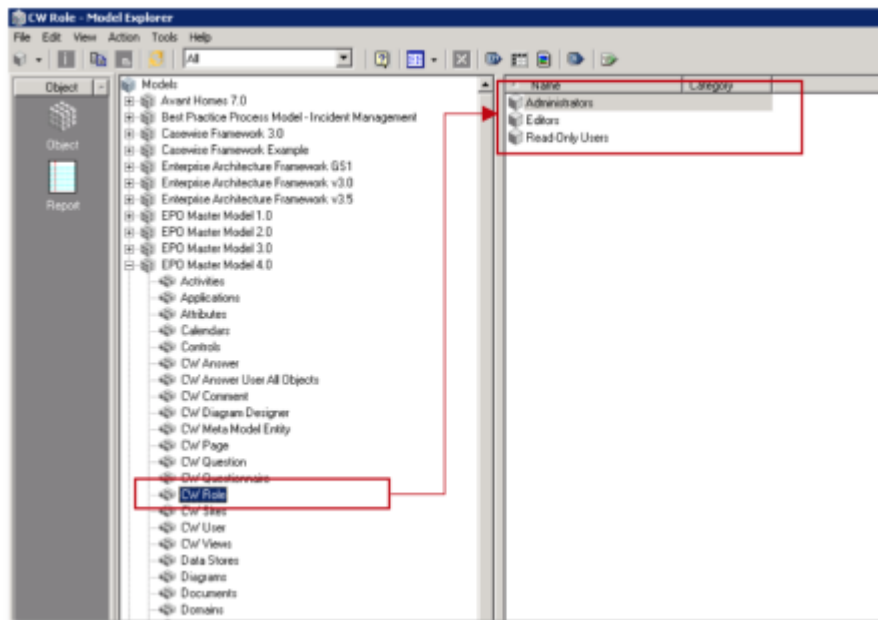 CW Role - Model Explorer
File Edit View Action Tools Help
All
Object
Object
Report
Models
Avant Homes 7.0
Best Practice Process Model - Incident Management
Casewise Framework 3.0
Casewise Framework Example
Enterprise Architecture Framework GS1
Enterprise Architecture Framework v3.0
Enterprise Architecture Framework v3.5
EPO Master Model 1.0
EPO Master Model 2.0
EPO Master Model 3.0
EPO Master Model 4.0
Activities
Applications
Attributes
Calendars
Controls
CW Answer
CW Answer User All Objects
CW Comment
CW Diagram Designer
CW Meta Model Entity
CW Page
CW Question
CW Questionnaire
CW Role
CW Sites
CW User
CW Views
Data Stores
Diagrams
Documents
Domains
Name Category
Administrators
Editors
Read-Only Users